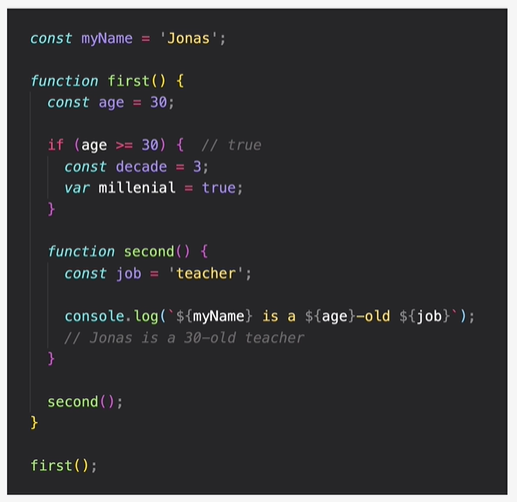 const myName = 'Jonas';
function first() {
const age = 30;
if (age >= 30) { // true
const decade = 3;
var millenial = true;
}
function second() {
const job = 'teacher';
console.log(`${myName} is a ${age}-old ${job}`);
// Jonas is a 30-old teacher
}
second();
}
first();